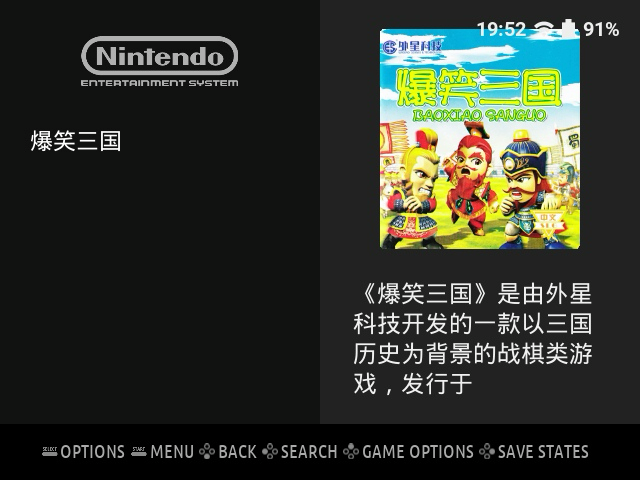 19:52 91%
Nintendo
ENTERTAINMENT SYSTEM
爆笑三国
外星科技
爆笑三国
BAOXIAO SANGUO
中文
《爆笑三国》是由外星
科技开发的一款以三国
历史为背景的战棋类游
戏，发行于
SELECT OPTIONS START MENU BACK SEARCH GAME OPTIONS SAVE STATES